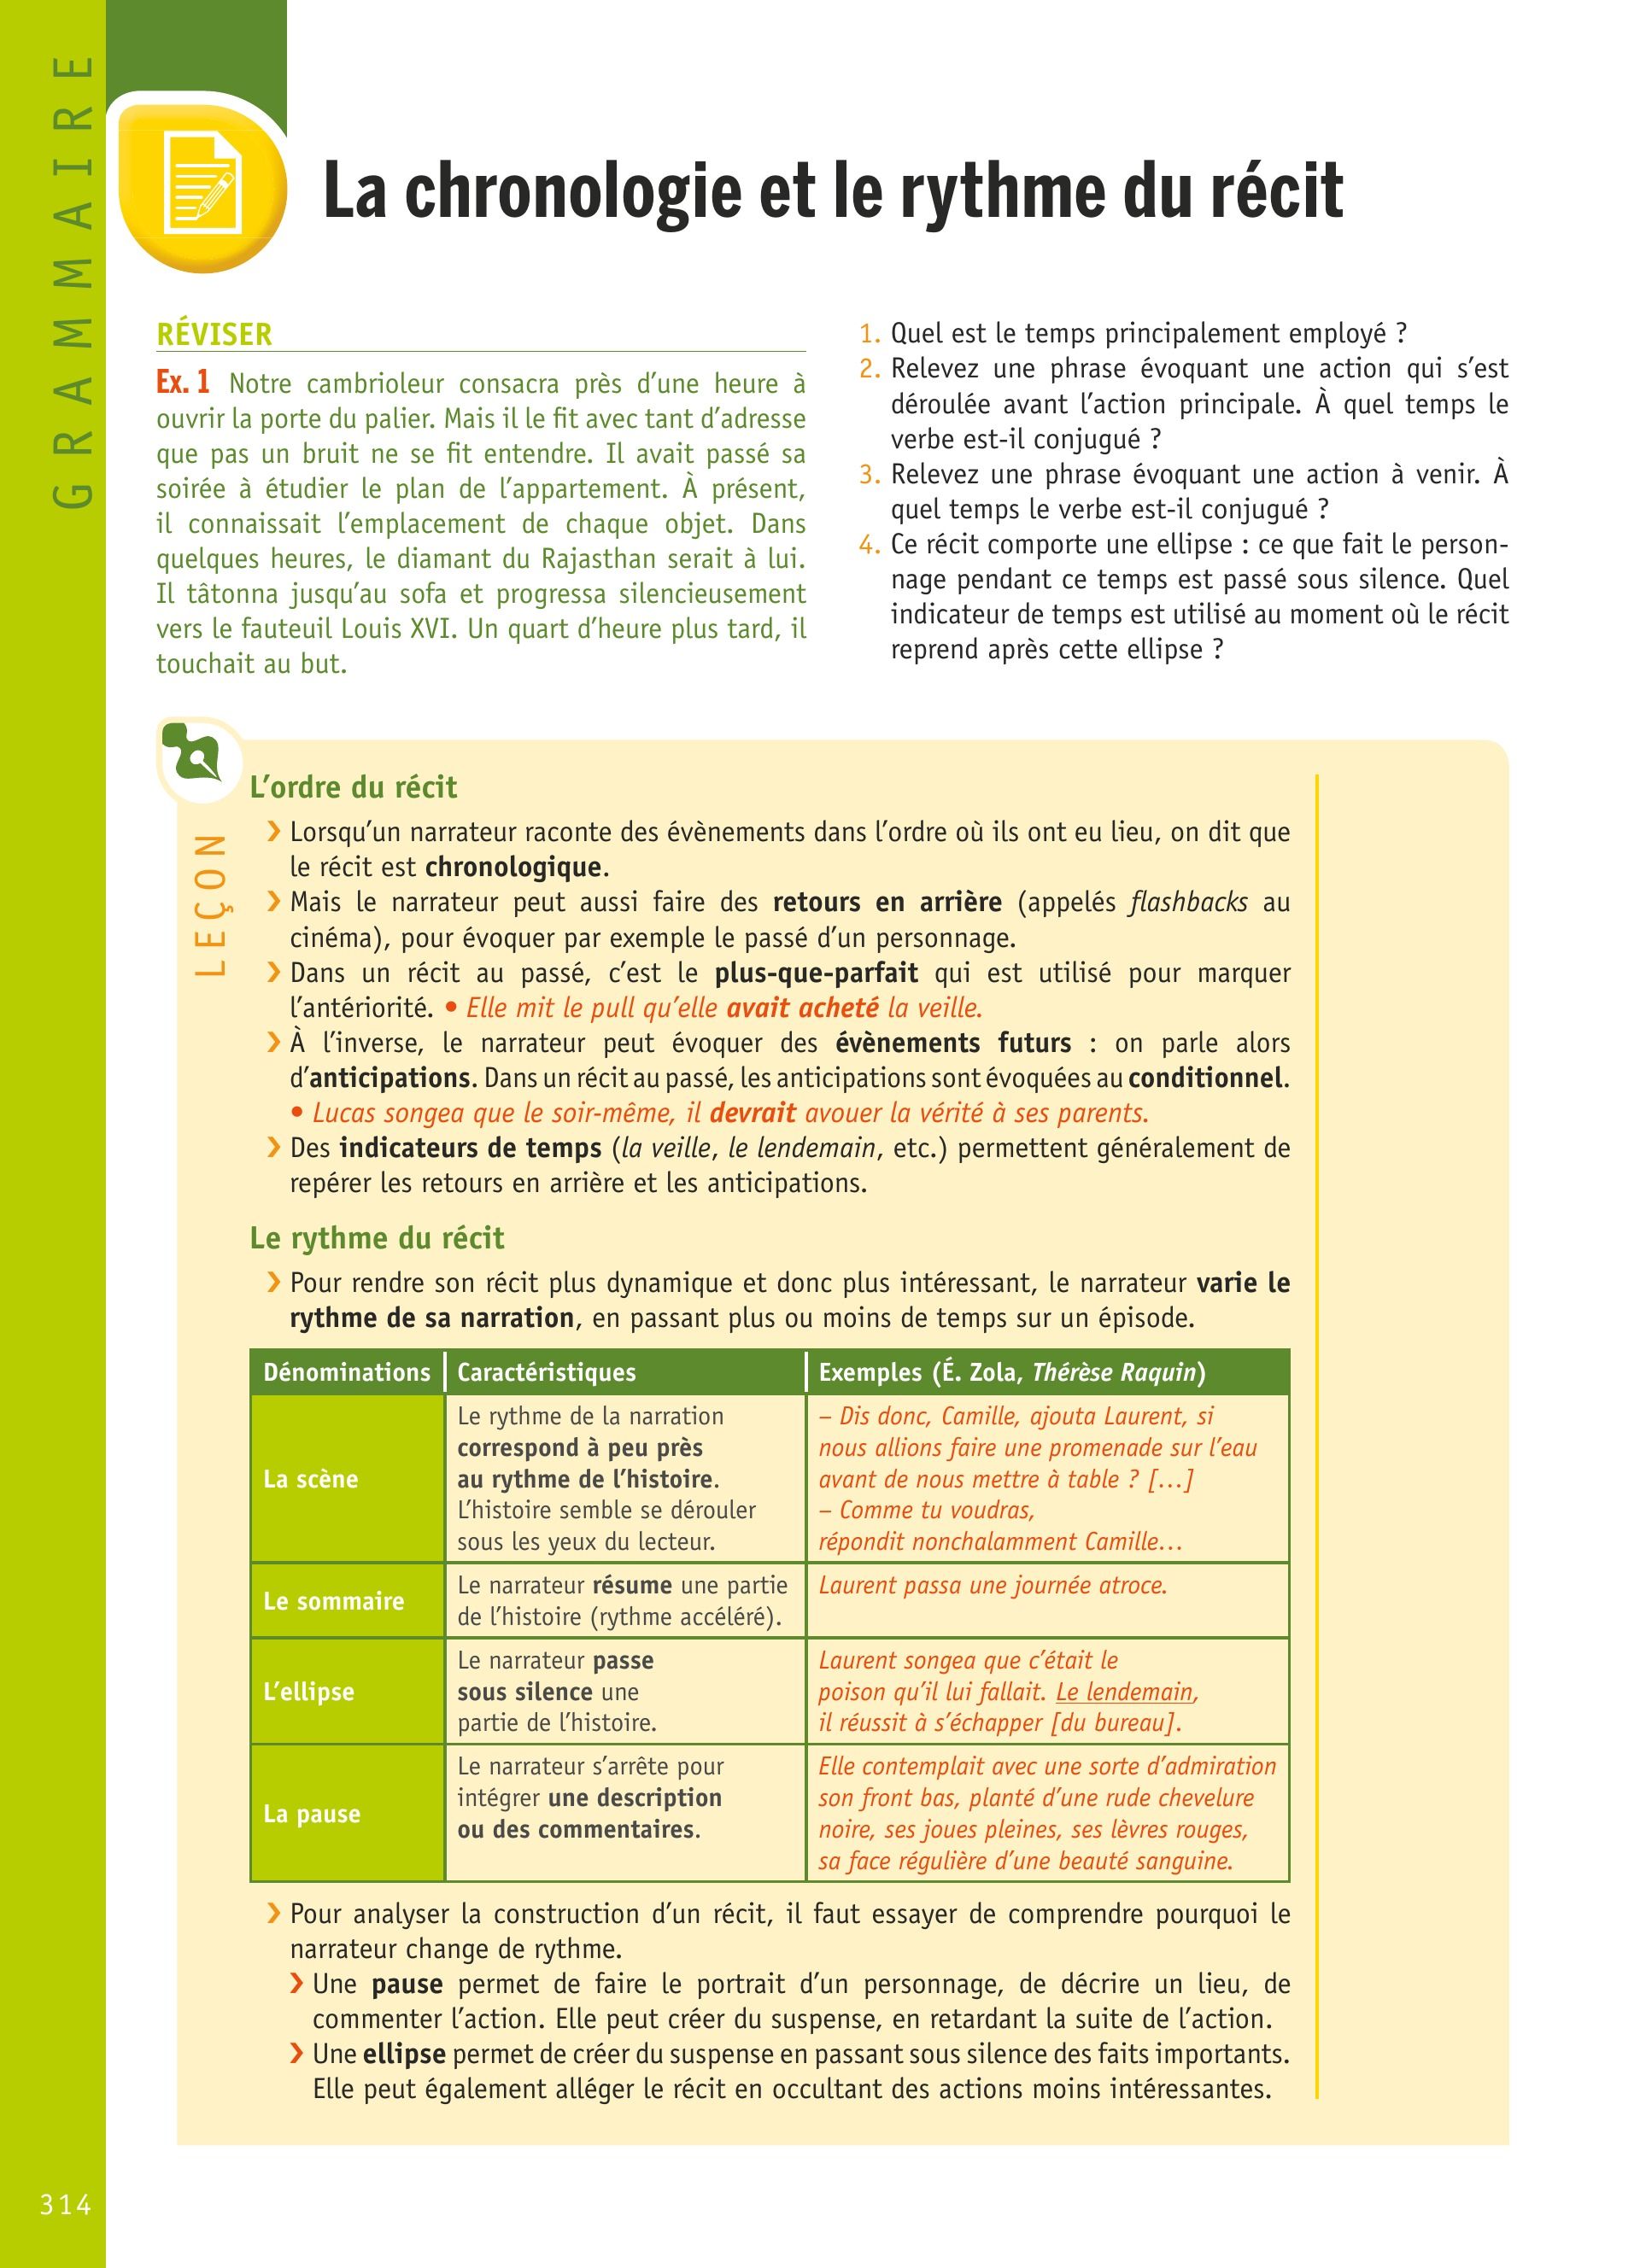 GRAMMAIRE
La chronologie et le rythme du récit
RÉVISER
Ex. 1 Notre cambrioleur consacra près d’une heure à
ouvrir la porte du palier. Mais il le fit avec tant d’adresse
que pas un bruit ne se fit entendre. Il avait passé sa
soirée à étudier le plan de l’appartement. À présent,
il connaissait l’emplacement de chaque objet. Dans
quelques heures, le diamant du Rajasthan serait à lui.
Il tâtonna jusqu’au sofa et progressa silencieusement
vers le fauteuil Louis XVI. Un quart d’heure plus tard, il
touchait au but.
1. Quel est le temps principalement employé ?
2. Relevez une phrase évoquant une action qui s’est
déroulée avant l’action principale. À quel temps le
verbe est-il conjugué ?
3. Relevez une phrase évoquant une action à venir. À
quel temps le verbe est-il conjugué ?
4. Ce récit comporte une ellipse : ce que fait le person-
nage pendant ce temps est passé sous silence. Quel
indicateur de temps est utilisé au moment où le récit
reprend après cette ellipse ?
LEÇON
L’ordre du récit
› Lorsqu’un narrateur raconte des évènements dans l’ordre où ils ont eu lieu, on dit que
le récit est chronologique.
› Mais le narrateur peut aussi faire des retours en arrière (appelés flashbacks au
cinéma), pour évoquer par exemple le passé d’un personnage.
› Dans un récit au passé, c’est le plus-que-parfait qui est utilisé pour marquer
l’antériorité. • Elle mit le pull qu’elle avait acheté la veille.
› À l’inverse, le narrateur peut évoquer des évènements futurs : on parle alors
d’anticipations. Dans un récit au passé, les anticipations sont évoquées au conditionnel.
• Lucas songea que le soir-même, il devrait avouer la vérité à ses parents.
› Des indicateurs de temps (la veille, le lendemain, etc.) permettent généralement de
repérer les retours en arrière et les anticipations.
Le rythme du récit
› Pour rendre son récit plus dynamique et donc plus intéressant, le narrateur varie le
rythme de sa narration, en passant plus ou moins de temps sur un épisode.
Dénominations Caractéristiques Exemples (É. Zola, Thérèse Raquin)
La scène
Le rythme de la narration
correspond à peu près
au rythme de l’histoire.
L’histoire semble se dérouler
sous les yeux du lecteur.
– Dis donc, Camille, ajouta Laurent, si
nous allions faire une promenade sur l’eau
avant de nous mettre à table ? […]
– Comme tu voudras,
répondit nonchalamment Camille…
Le sommaire
Le narrateur résume une partie
de l’histoire (rythme accéléré).
Laurent passa une journée atroce.
L’ellipse
Le narrateur passe
sous silence une
partie de l’histoire.
Laurent songea que c’était le
poison qu’il lui fallait. Le lendemain,
il réussit à s’échapper [du bureau].
La pause
Le narrateur s’arrête pour
intégrer une description
ou des commentaires.
Elle contemplait avec une sorte d’admiration
son front bas, planté d’une rude chevelure
noire, ses joues pleines, ses lèvres rouges,
sa face régulière d’une beauté sanguine.
› Pour analyser la construction d’un récit, il faut essayer de comprendre pourquoi le
narrateur change de rythme.
› Une pause permet de faire le portrait d’un personnage, de décrire un lieu, de
commenter l’action. Elle peut créer du suspense, en retardant la suite de l’action.
› Une ellipse permet de créer du suspense en passant sous silence des faits importants.
Elle peut également alléger le récit en occultant des actions moins intéressantes.
314